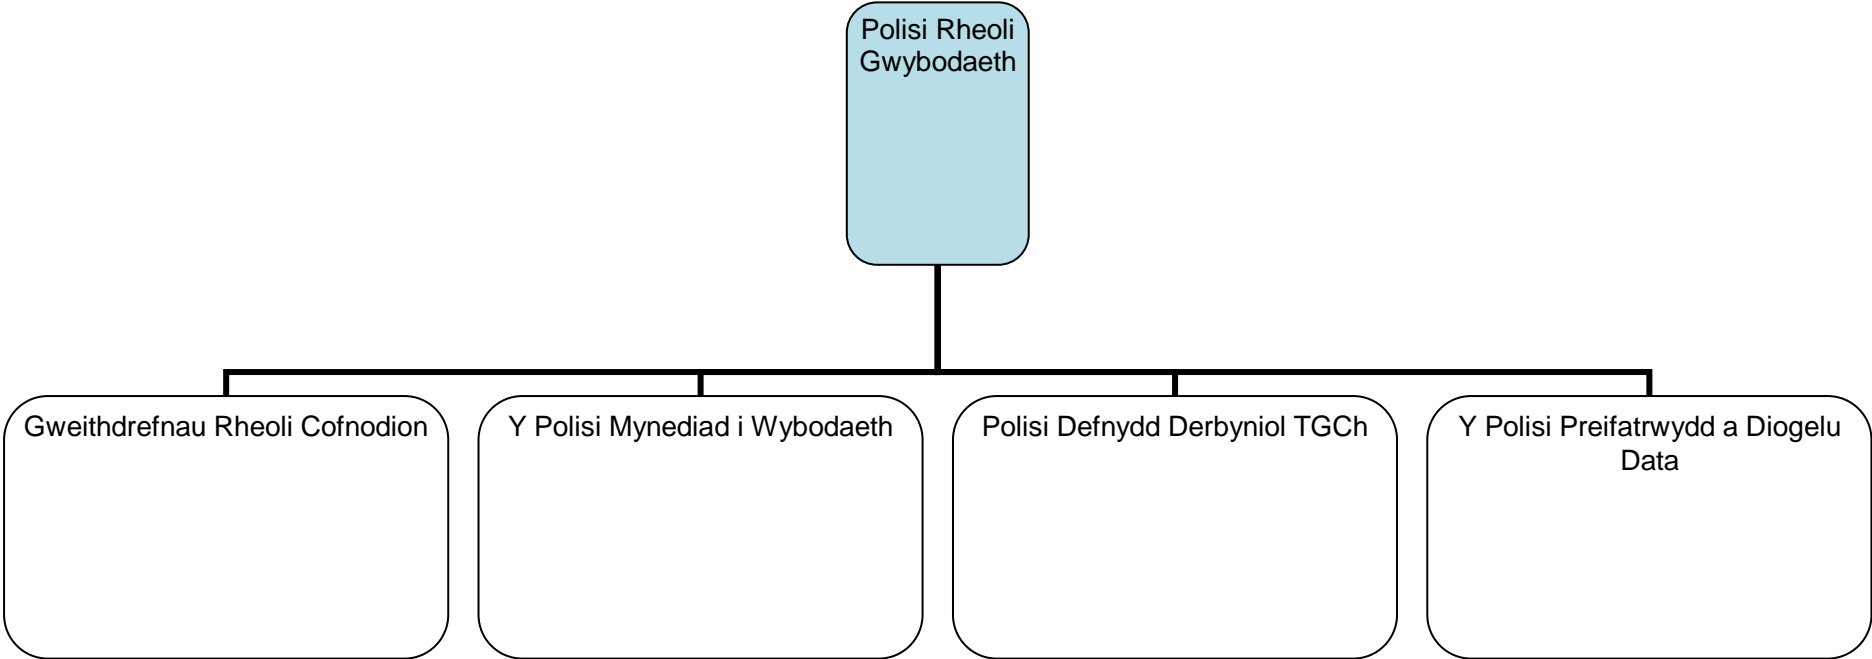 Polisi Rheoli
Gwybodaeth
Gweithdrefnau Rheoli Cofnodion
Y Polisi Mynediad i Wybodaeth
Polisi Defnydd Derbyniol TGCh
Y Polisi Preifatrwydd a Diogelu
Data